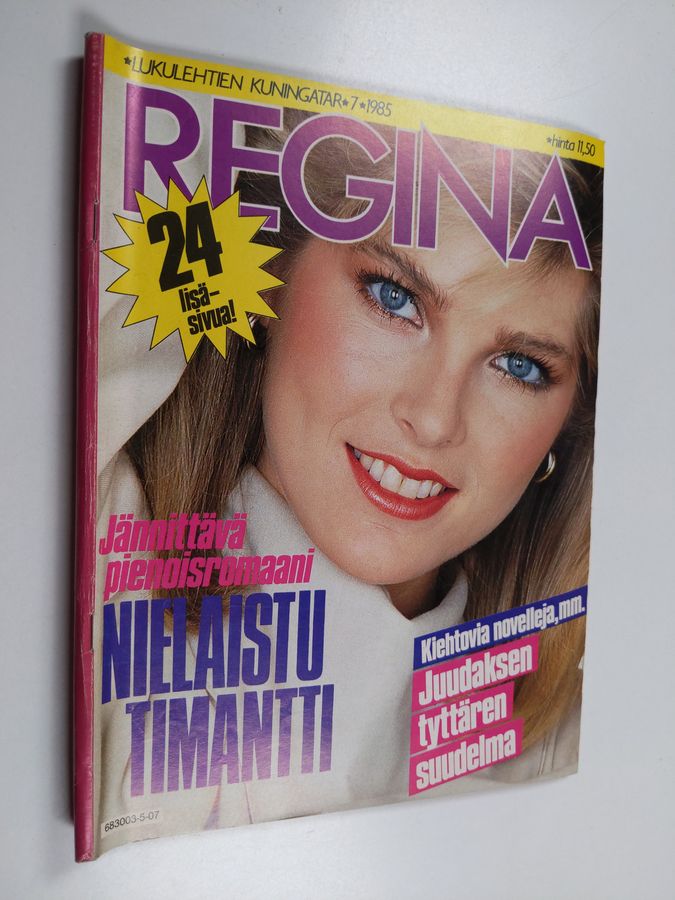 *LUKULEHTIEN KUNINGATAR*7*1985
*hinta 11,50
REGINA
24
lisä-
sivua!
Jännittävä
pienoisromaani
NIELAISTU
TIMANTTI
Kiehtovia novelleja, mm.
Juudaksen
tyttären
suudelma
683003-5-07